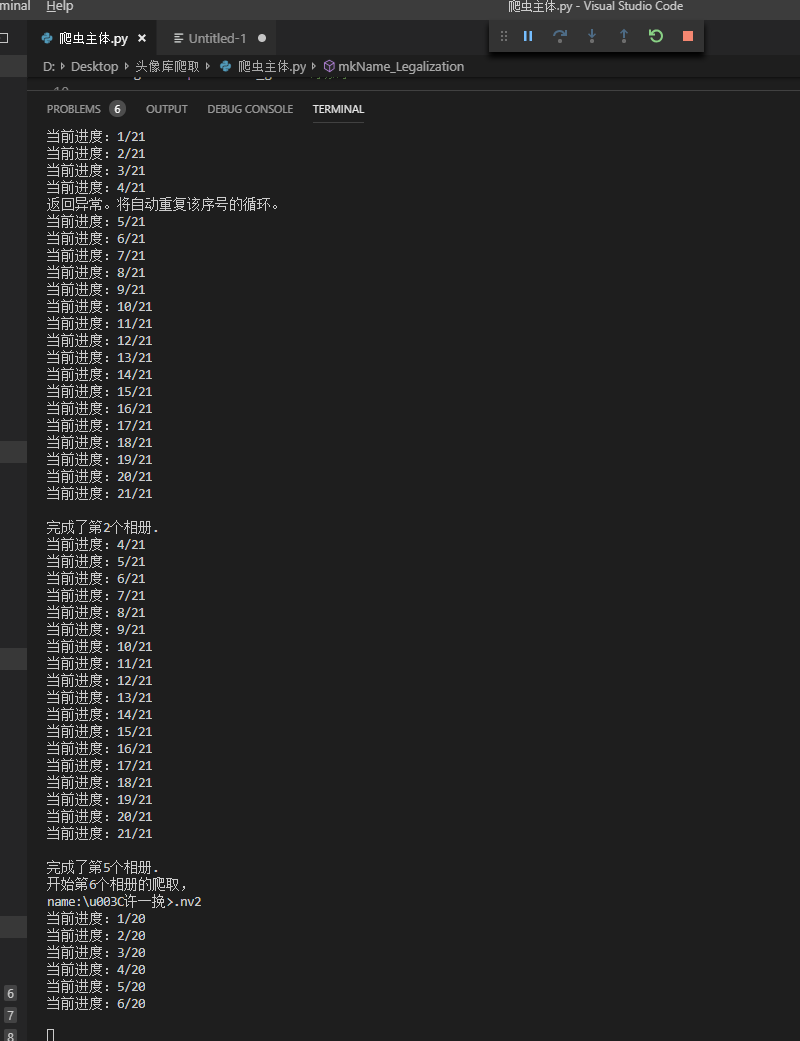 minal Help 爬虫主体.py - Visual Studio Code
爬虫主体.py × Untitled-1 ●
D: > Desktop > 头像库爬取 > 爬虫主体.py > mkName_Legalization
PROBLEMS 6 OUTPUT DEBUG CONSOLE TERMINAL
当前进度: 1/21
当前进度: 2/21
当前进度: 3/21
当前进度: 4/21
返回异常。将自动重复该序号的循环。
当前进度: 5/21
当前进度: 6/21
当前进度: 7/21
当前进度: 8/21
当前进度: 9/21
当前进度: 10/21
当前进度: 11/21
当前进度: 12/21
当前进度: 13/21
当前进度: 14/21
当前进度: 15/21
当前进度: 16/21
当前进度: 17/21
当前进度: 18/21
当前进度: 19/21
当前进度: 20/21
当前进度: 21/21
完成了第2个相册.
当前进度: 4/21
当前进度: 5/21
当前进度: 6/21
当前进度: 7/21
当前进度: 8/21
当前进度: 9/21
当前进度: 10/21
当前进度: 11/21
当前进度: 12/21
当前进度: 13/21
当前进度: 14/21
当前进度: 15/21
当前进度: 16/21
当前进度: 17/21
当前进度: 18/21
当前进度: 19/21
当前进度: 20/21
当前进度: 21/21
完成了第5个相册.
开始第6个相册的爬取，
name:\u003C许一挽>.nv2
当前进度: 1/20
当前进度: 2/20
当前进度: 3/20
当前进度: 4/20
当前进度: 5/20
当前进度: 6/20
6
7
8